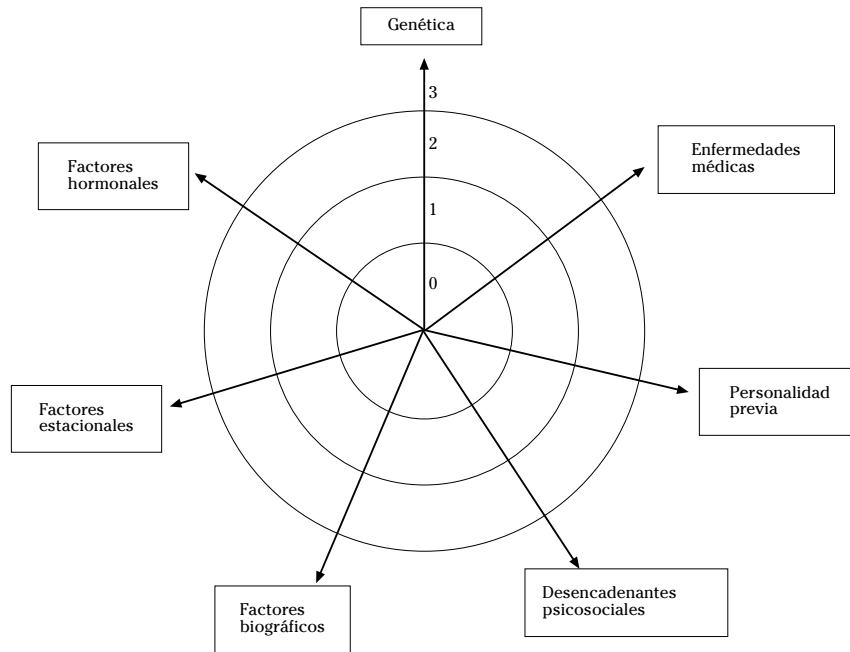 Genética
3
2
1
0
Enfermedades
médicas
Factores
hormonales
Personalidad
previa
Factores
estacionales
Desencadenantes
psicosociales
Factores
biográficos